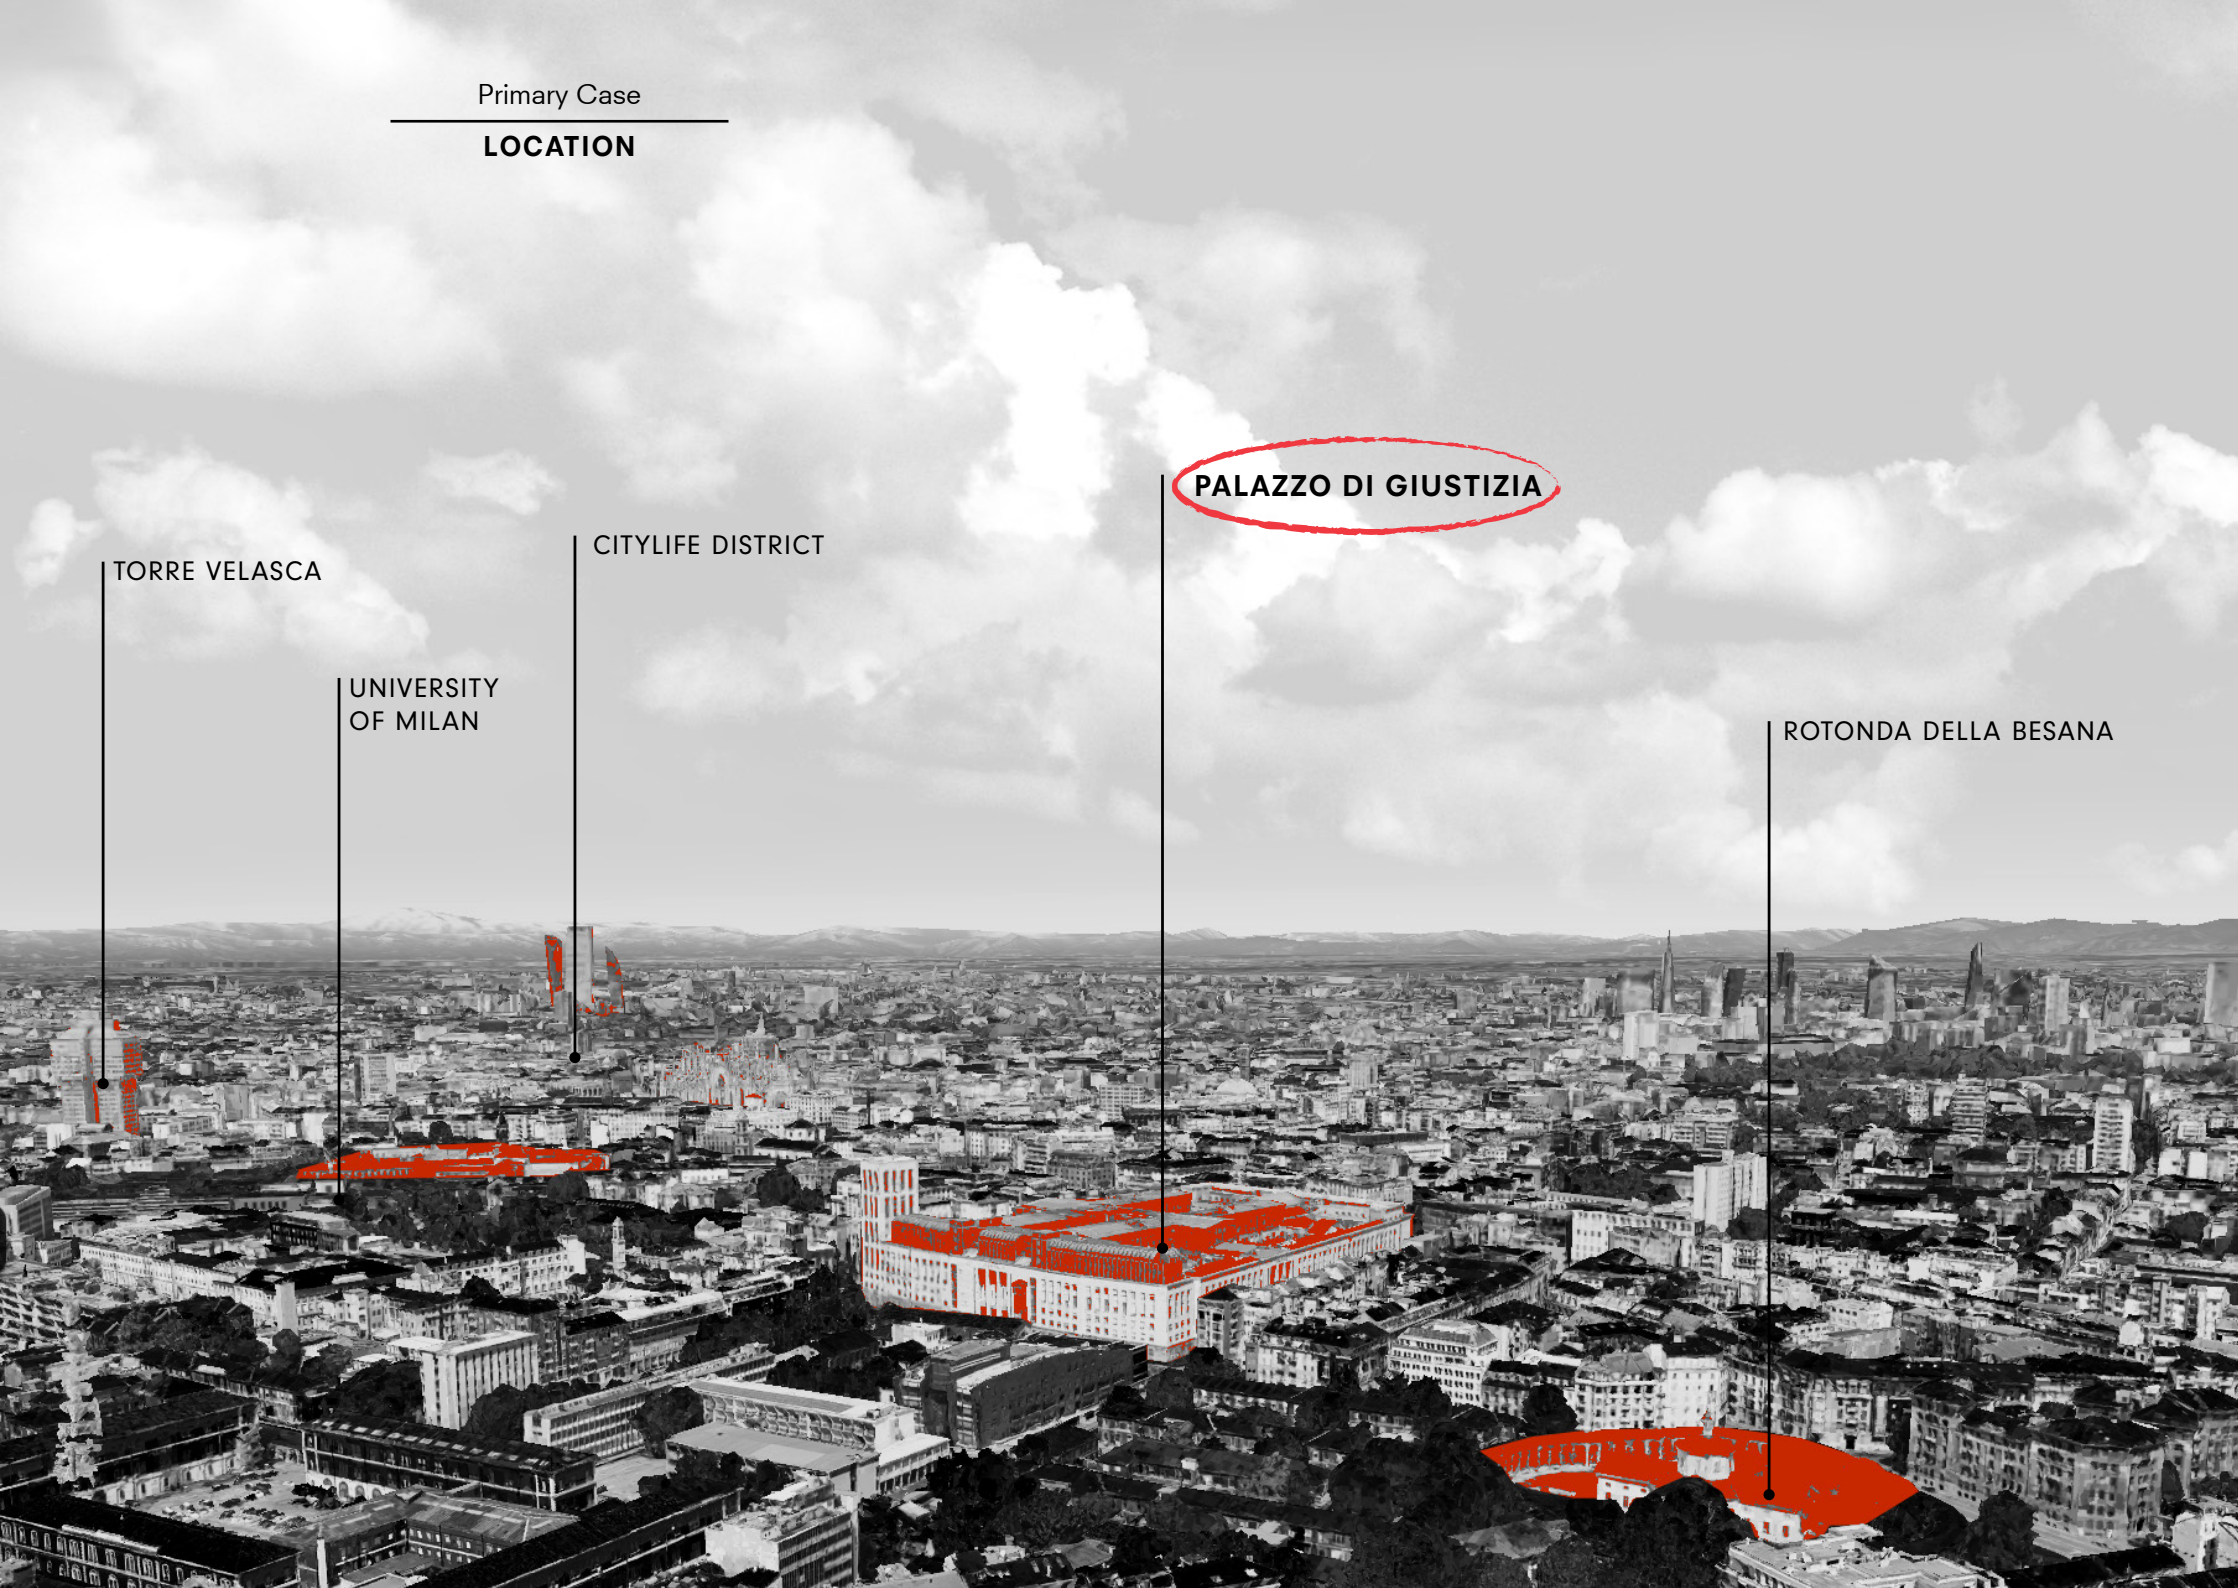 Primary Case
LOCATION
PALAZZO DI GIUSTIZIA
CITYLIFE DISTRICT
TORRE VELASCA
UNIVERSITY
OF MILAN
ROTONDA DELLA BESANA